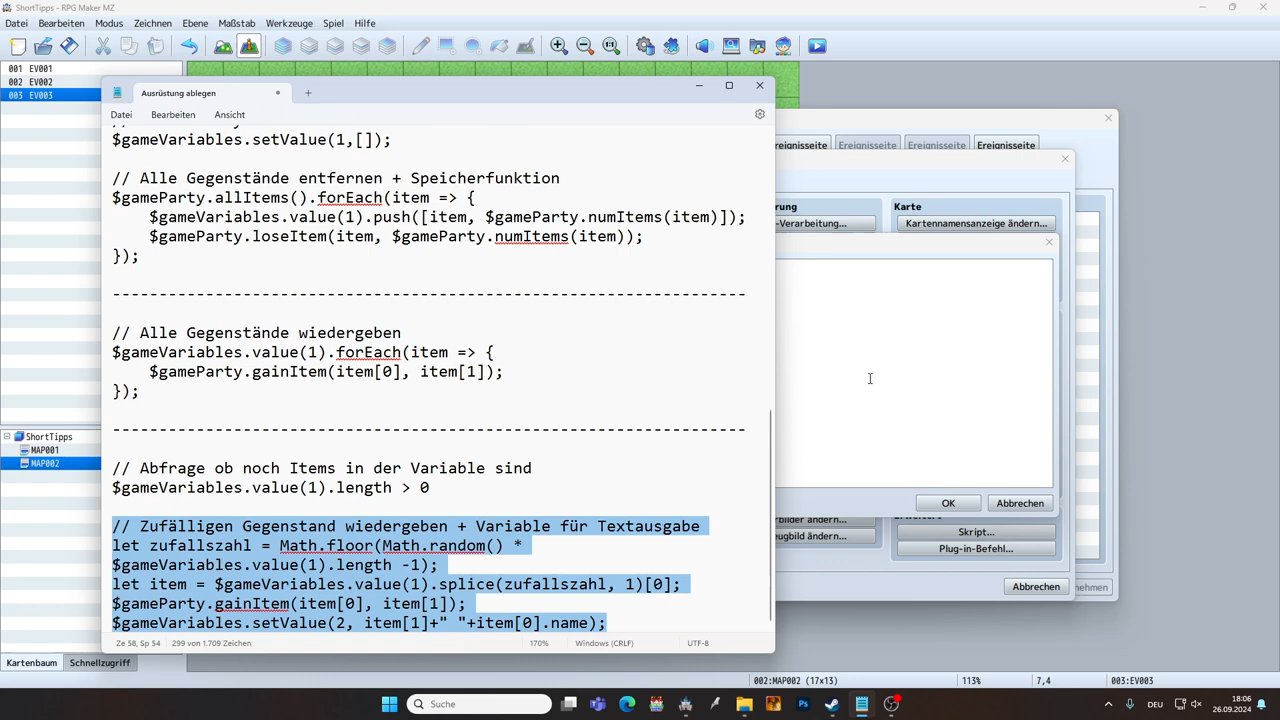 ShortTipps - RPG Maker MZ
Datei Bearbeiten Modus Zeichnen Ebene Maßstab Werkzeuge Spiel Hilfe
001 EV001
002 EV002
003 EV003
Ausrüstung ablegen
Datei Bearbeiten Ansicht
$gameVariables.setValue(1,[]);
// Alle Gegenstände entfernen + Speicherfunktion
$gameParty.allItems().forEach(item => {
$gameVariables.value(1).push([item, $gameParty.numItems(item)]);
$gameParty.loseItem(item, $gameParty.numItems(item));
});
--------------------------------------------------------------------
// Alle Gegenstände wiedergeben
$gameVariables.value(1).forEach(item => {
$gameParty.gainItem(item[0], item[1]);
});
--------------------------------------------------------------------
// Abfrage ob noch Items in der Variable sind
$gameVariables.value(1).length > 0
// Zufälligen Gegenstand wiedergeben + Variable für Textausgabe
let zufallszahl = Math.floor(Math.random() *
$gameVariables.value(1).length -1);
let item = $gameVariables.value(1).splice(zufallszahl, 1)[0];
$gameParty.gainItem(item[0], item[1]);
$gameVariables.setValue(2, item[1]+" "+item[0].name);
Ze 58, Sp 54 299 von 1.709 Zeichen 170% Windows (CRLF) UTF-8
Ereignisseite Ereignisseite Ereignisseite
Karte
-Verarbeitung...
Kartennamensanzeige ändern...
OK Abbrechen
Skript...
Plug-in-Befehl...
Abbrechen
ShortTipps
MAP001
MAP002
Kartenbaum Schnellzugriff
002:MAP002 (17x13) 113% 7,4 003:EV003
Suche
DEU
18:06
26.09.2024